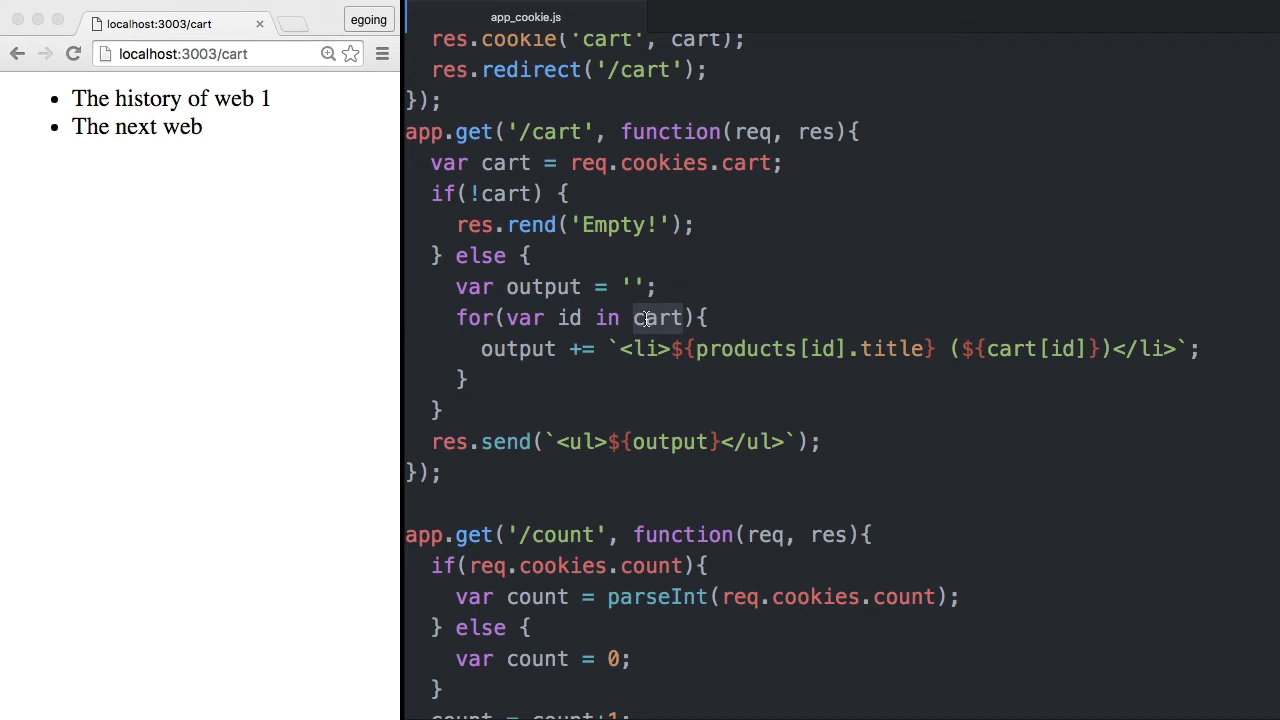 localhost:3003/cart
egoing
localhost:3003/cart
The history of web 1
The next web
app_cookie.js
res.cookie('cart', cart);
res.redirect('/cart');
});
app.get('/cart', function(req, res){
var cart = req.cookies.cart;
if(!cart) {
res.rend('Empty!');
} else {
var output = '';
for(var id in cart){
output += `<li>${products[id].title} (${cart[id]})</li>`;
}
}
res.send(`<ul>${output}</ul>`);
});
app.get('/count', function(req, res){
if(req.cookies.count){
var count = parseInt(req.cookies.count);
} else {
var count = 0;
}
count = count+1;